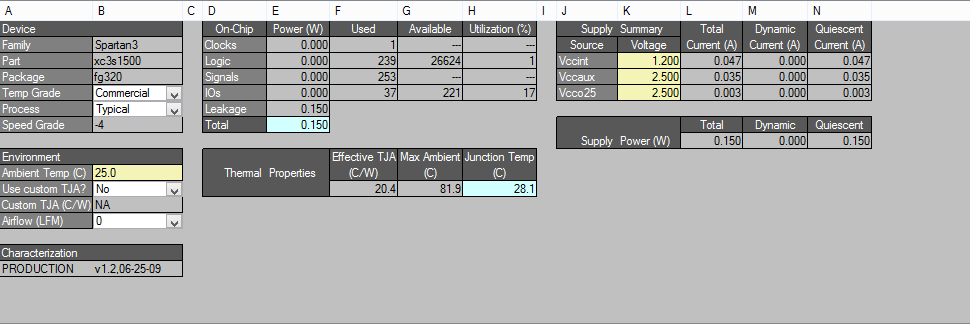 A B C D E F G H I J K L M N
Device
Family Spartan3
Part xc3s1500
Package fg320
Temp Grade Commercial
Process Typical
Speed Grade -4
Environment
Ambient Temp (C) 25.0
Use custom TJA? No
Custom TJA (C/W) NA
Airflow (LFM) 0
Characterization
PRODUCTION v1.2,06-25-09
On-Chip Power (W) Used Available Utilization (%)
Clocks 0.000 1 --- ---
Logic 0.000 239 26624 1
Signals 0.000 253 --- ---
IOs 0.000 37 221 17
Leakage 0.150
Total 0.150
Effective TJA Max Ambient Junction Temp
Thermal Properties (C/W) (C) (C)
20.4 81.9 28.1
Supply Summary Total Dynamic Quiescent
Source Voltage Current (A) Current (A) Current (A)
Vccint 1.200 0.047 0.000 0.047
Vccaux 2.500 0.035 0.000 0.035
Vcco25 2.500 0.003 0.000 0.003
Total Dynamic Quiescent
Supply Power (W) 0.150 0.000 0.150